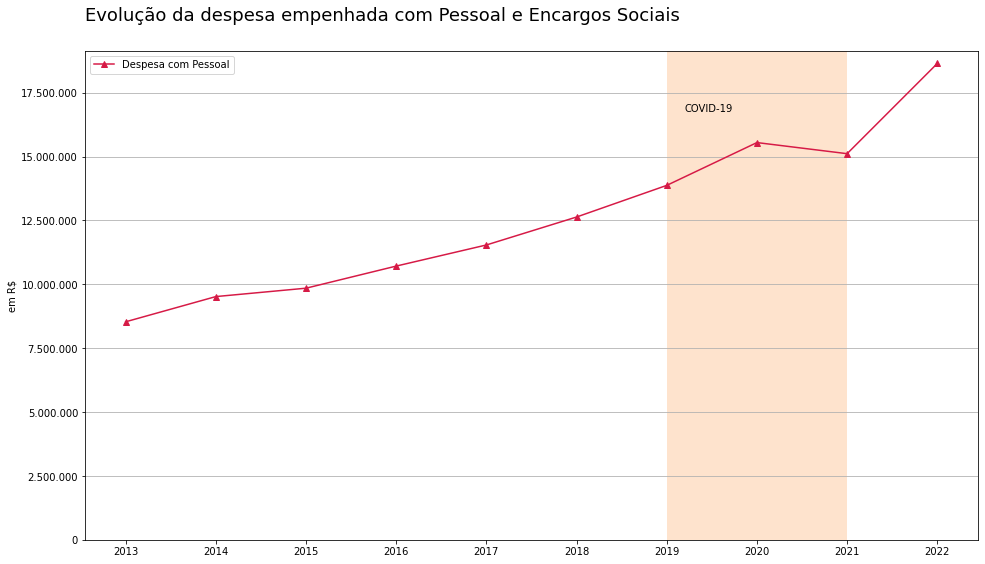 Evolução da despesa empenhada com Pessoal e Encargos Sociais
Despesa com Pessoal
COVID-19
em R$
17.500.000
15.000.000
12.500.000
10.000.000
7.500.000
5.000.000
2.500.000
0
2013 2014 2015 2016 2017 2018 2019 2020 2021 2022